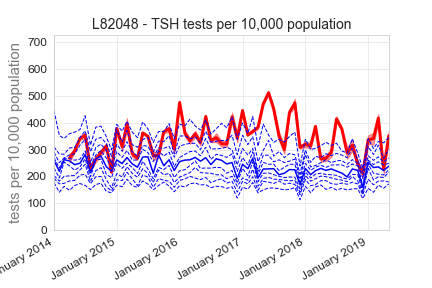 L82048 - TSH tests per 10,000 population
tests per 10,000 population
700
600
500
400
300
200
100
0
January 2015
January 2016
January 2017
January 2018
January 2019
nuary 2014